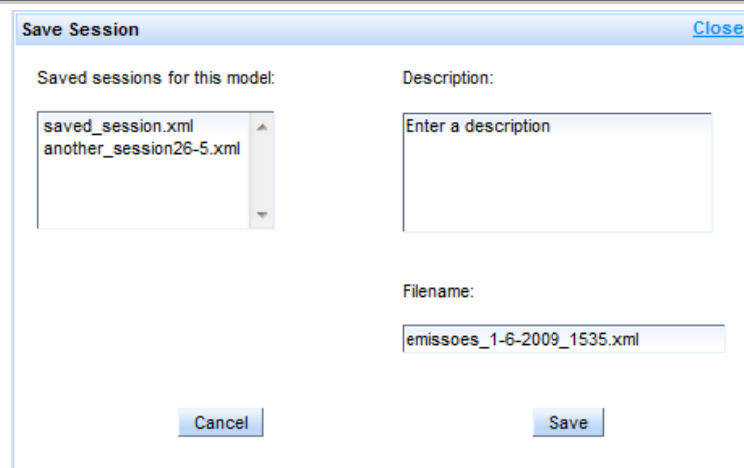 Save Session Close
Saved sessions for this model:
saved_session.xml
another_session26-5.xml
Description:
Enter a description
Filename:
emissoes_1-6-2009_1535.xml
Cancel Save